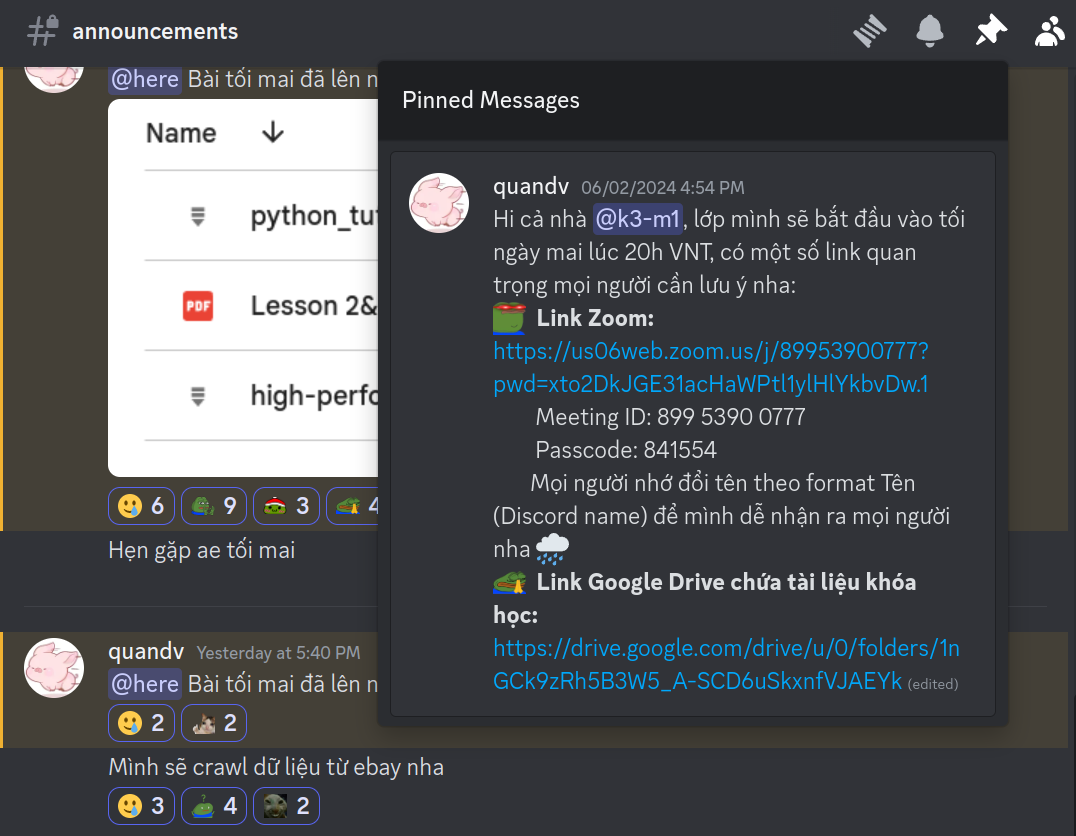 announcements
@here Bài tối mai đã lên n
Name
python_tu
PDF
Lesson 2&
high-perfo
6 9 3 4
Hẹn gặp ae tối mai
quandv Yesterday at 5:40 PM
@here Bài tối mai đã lên n
2 2
Mình sẽ crawl dữ liệu từ ebay nha
3 4 2
Pinned Messages
quandv 06/02/2024 4:54 PM
Hi cả nhà @k3-m1, lớp mình sẽ bắt đầu vào tối
ngày mai lúc 20h VNT, có một số link quan
trọng mọi người cần lưu ý nha:
Link Zoom:
https://us06web.zoom.us/j/89953900777?
pwd=xto2DkJGE31acHaWPtl1ylHlYkbvDw.1
Meeting ID: 899 5390 0777
Passcode: 841554
Mọi người nhớ đổi tên theo format Tên
(Discord name) để mình dễ nhận ra mọi người
nha
Link Google Drive chứa tài liệu khóa
học:
https://drive.google.com/drive/u/0/folders/1n
GCk9zRh5B3W5_A-SCD6uSkxnfVJAEYk (edited)